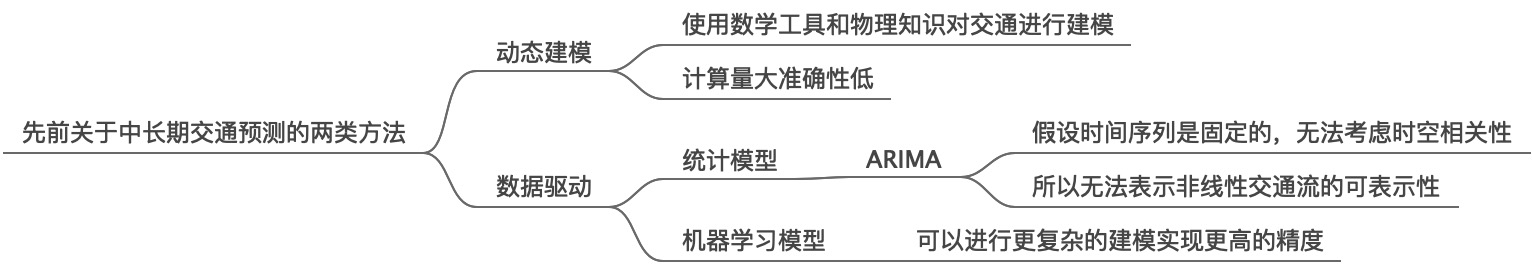 先前关于中长期交通预测的两类方法
动态建模
使用数学工具和物理知识对交通进行建模
计算量大准确性低
数据驱动
统计模型
ARIMA
假设时间序列是固定的，无法考虑时空相关性
所以无法表示非线性交通流的可表示性
机器学习模型
可以进行更复杂的建模实现更高的精度